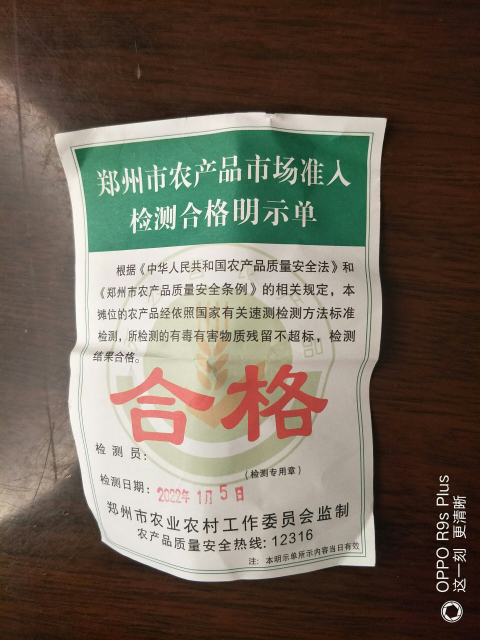 郑州市农产品市场准入
检测合格明示单
根据《中华人民共和国农产品质量安全法》和
《郑州市农产品质量安全条例》的相关规定，本
摊位的农产品经依照国家有关速测检测方法标准
检测，所检测的有毒有害物质残留不超标，检测
结果合格。
合格
检 测 员：
（检测专用章）
检测日期：2022年 1月 5日
郑州市农业农村工作委员会监制
农产品质量安全热线：12316
注：本明示单所示内容当日有效
OPPO R9s Plus
这一刻 更清晰